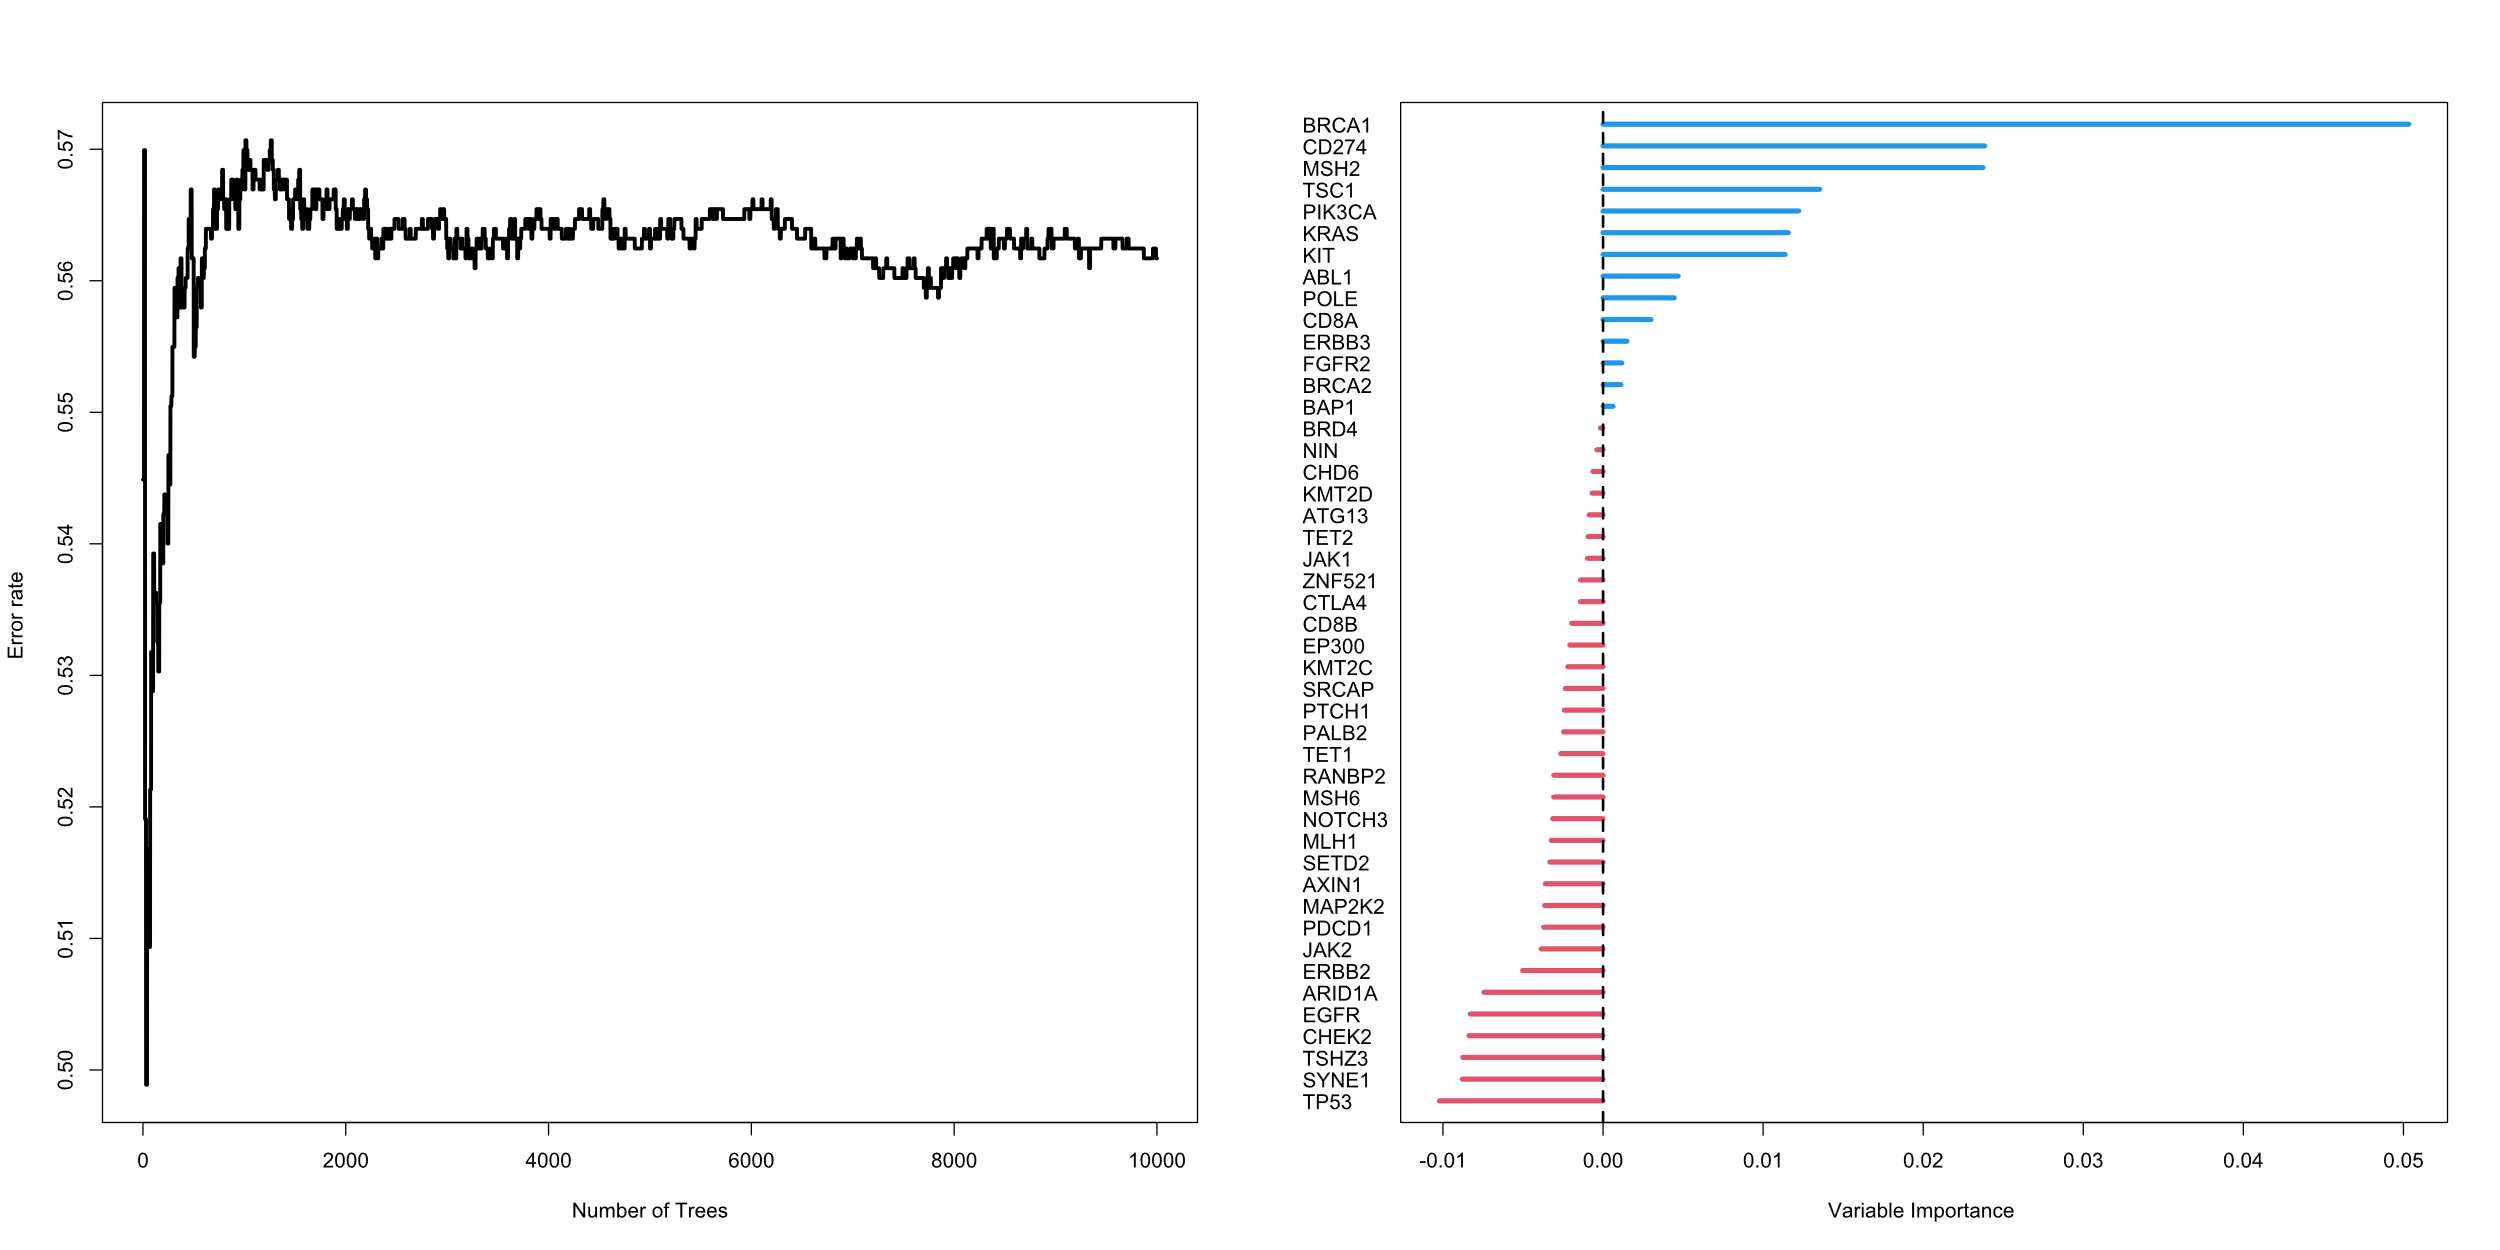 Error rate
0.57
0.56
0.55
0.54
0.53
0.52
0.51
0.50
0
2000
4000
6000
8000
10000
Number of Trees
BRCA1
CD274
MSH2
TSC1
PIK3CA
KRAS
KIT
ABL1
POLE
CD8A
ERBB3
FGFR2
BRCA2
BAP1
BRD4
NIN
CHD6
KMT2D
ATG13
TET2
JAK1
ZNF521
CTLA4
CD8B
EP300
KMT2C
SRCAP
PTCH1
PALB2
TET1
RANBP2
MSH6
NOTCH3
MLH1
SETD2
AXIN1
MAP2K2
PDCD1
JAK2
ERBB2
ARID1A
EGFR
CHEK2
TSHZ3
SYNE1
TP53
-0.01
0.00
0.01
0.02
0.03
0.04
0.05
Variable Importance